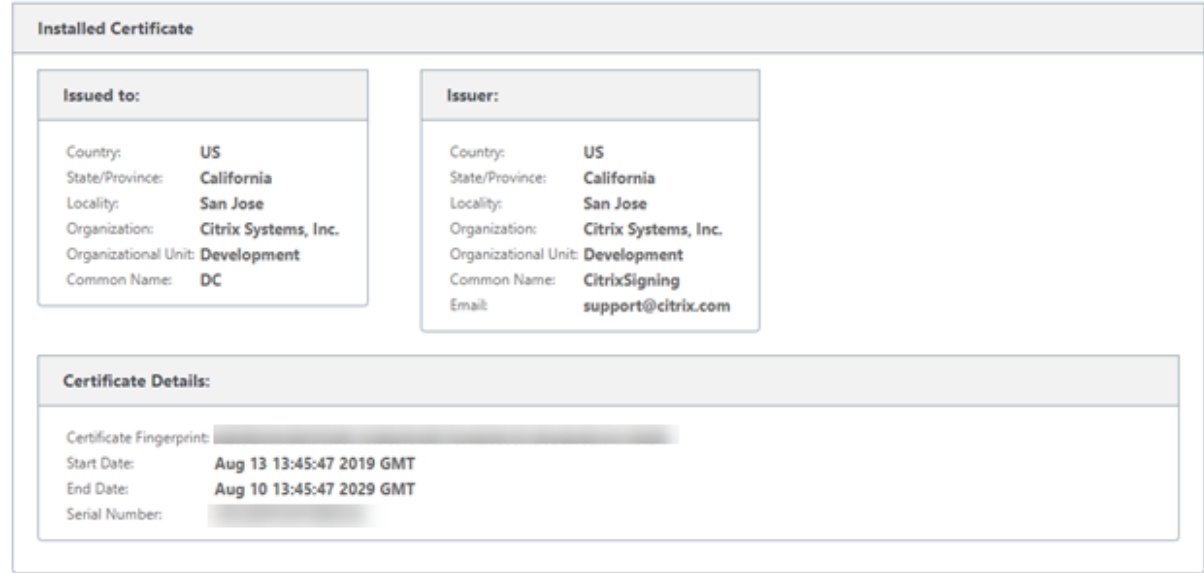 Installed Certificate
Issued to:
Country: US
State/Province: California
Locality: San Jose
Organization: Citrix Systems, Inc.
Organizational Unit: Development
Common Name: DC
Issuer:
Country: US
State/Province: California
Locality: San Jose
Organization: Citrix Systems, Inc.
Organizational Unit: Development
Common Name: CitrixSigning
Email: support@citrix.com
Certificate Details:
Certificate Fingerprint:
Start Date: Aug 13 13:45:47 2019 GMT
End Date: Aug 10 13:45:47 2029 GMT
Serial Number: